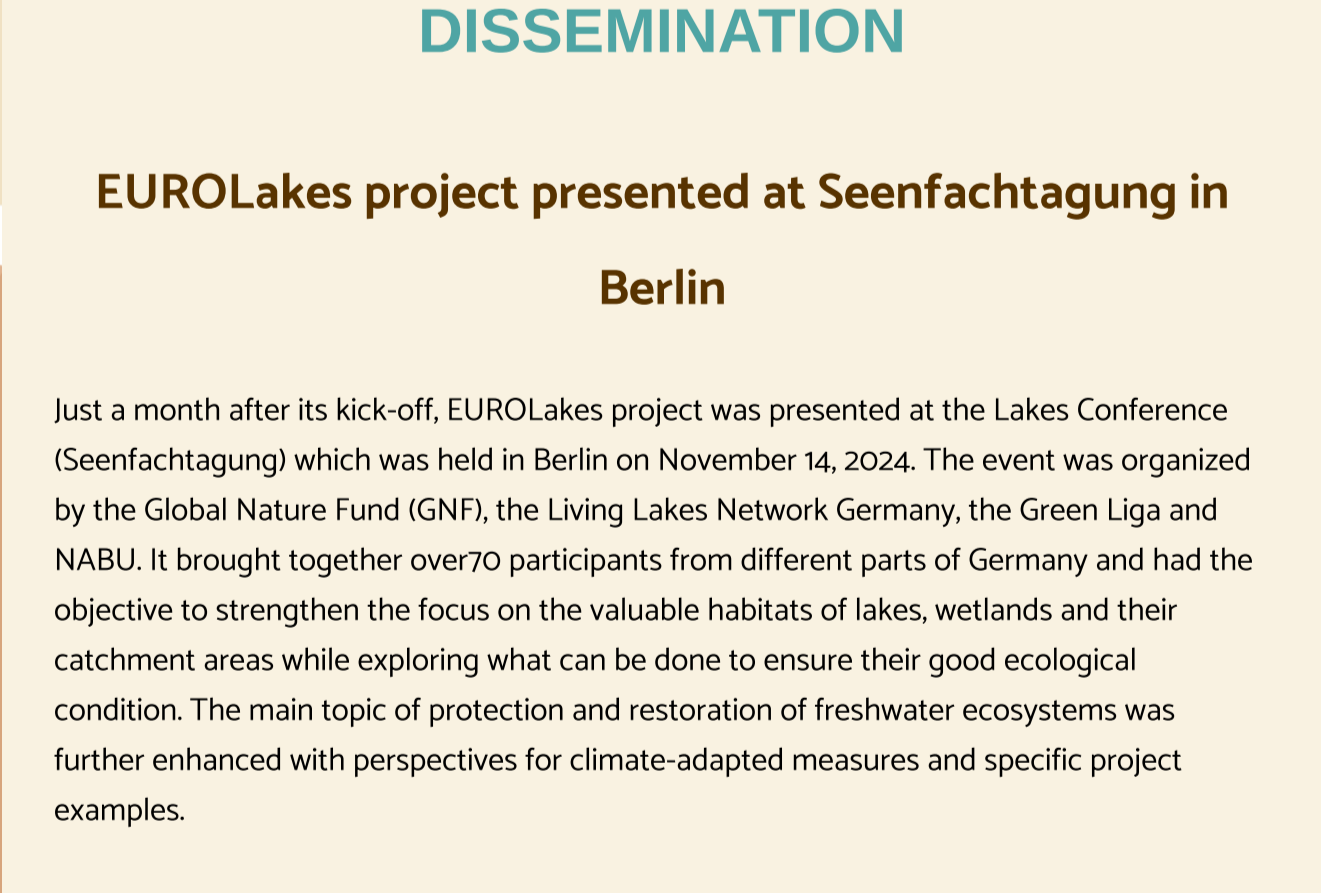 DISSEMINATION
EUROLakes project presented at Seenfachtagung in
Berlin
Just a month after its kick-off, EUROLakes project was presented at the Lakes Conference
(Seenfachtagung) which was held in Berlin on November 14, 2024. The event was organized
by the Global Nature Fund (GNF), the Living Lakes Network Germany, the Green Liga and
NABU. It brought together over70 participants from different parts of Germany and had the
objective to strengthen the focus on the valuable habitats of lakes, wetlands and their
catchment areas while exploring what can be done to ensure their good ecological
condition. The main topic of protection and restoration of freshwater ecosystems was
further enhanced with perspectives for climate-adapted measures and specific project
examples.